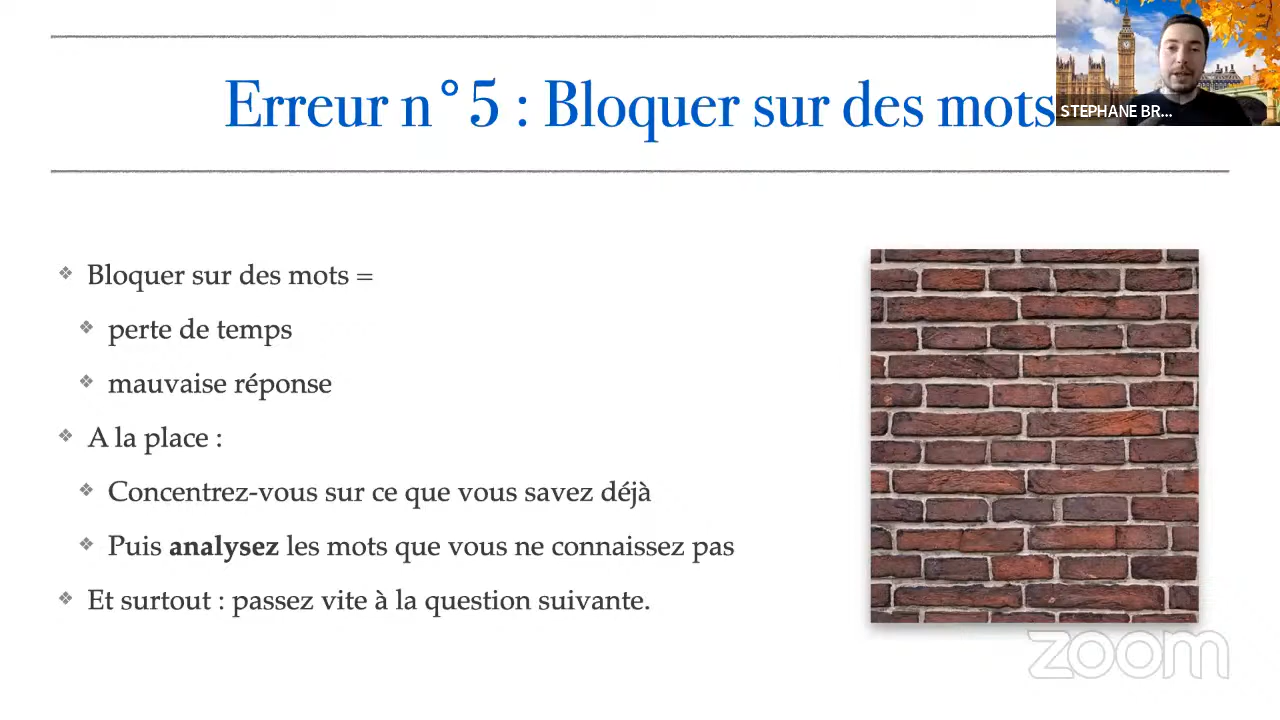 Erreur n°5 : Bloquer sur des mots
STEPHANE BR...
❖ Bloquer sur des mots =
❖ perte de temps
❖ mauvaise réponse
❖ A la place :
❖ Concentrez-vous sur ce que vous savez déjà
❖ Puis analysez les mots que vous ne connaissez pas
❖ Et surtout : passez vite à la question suivante.
zoom